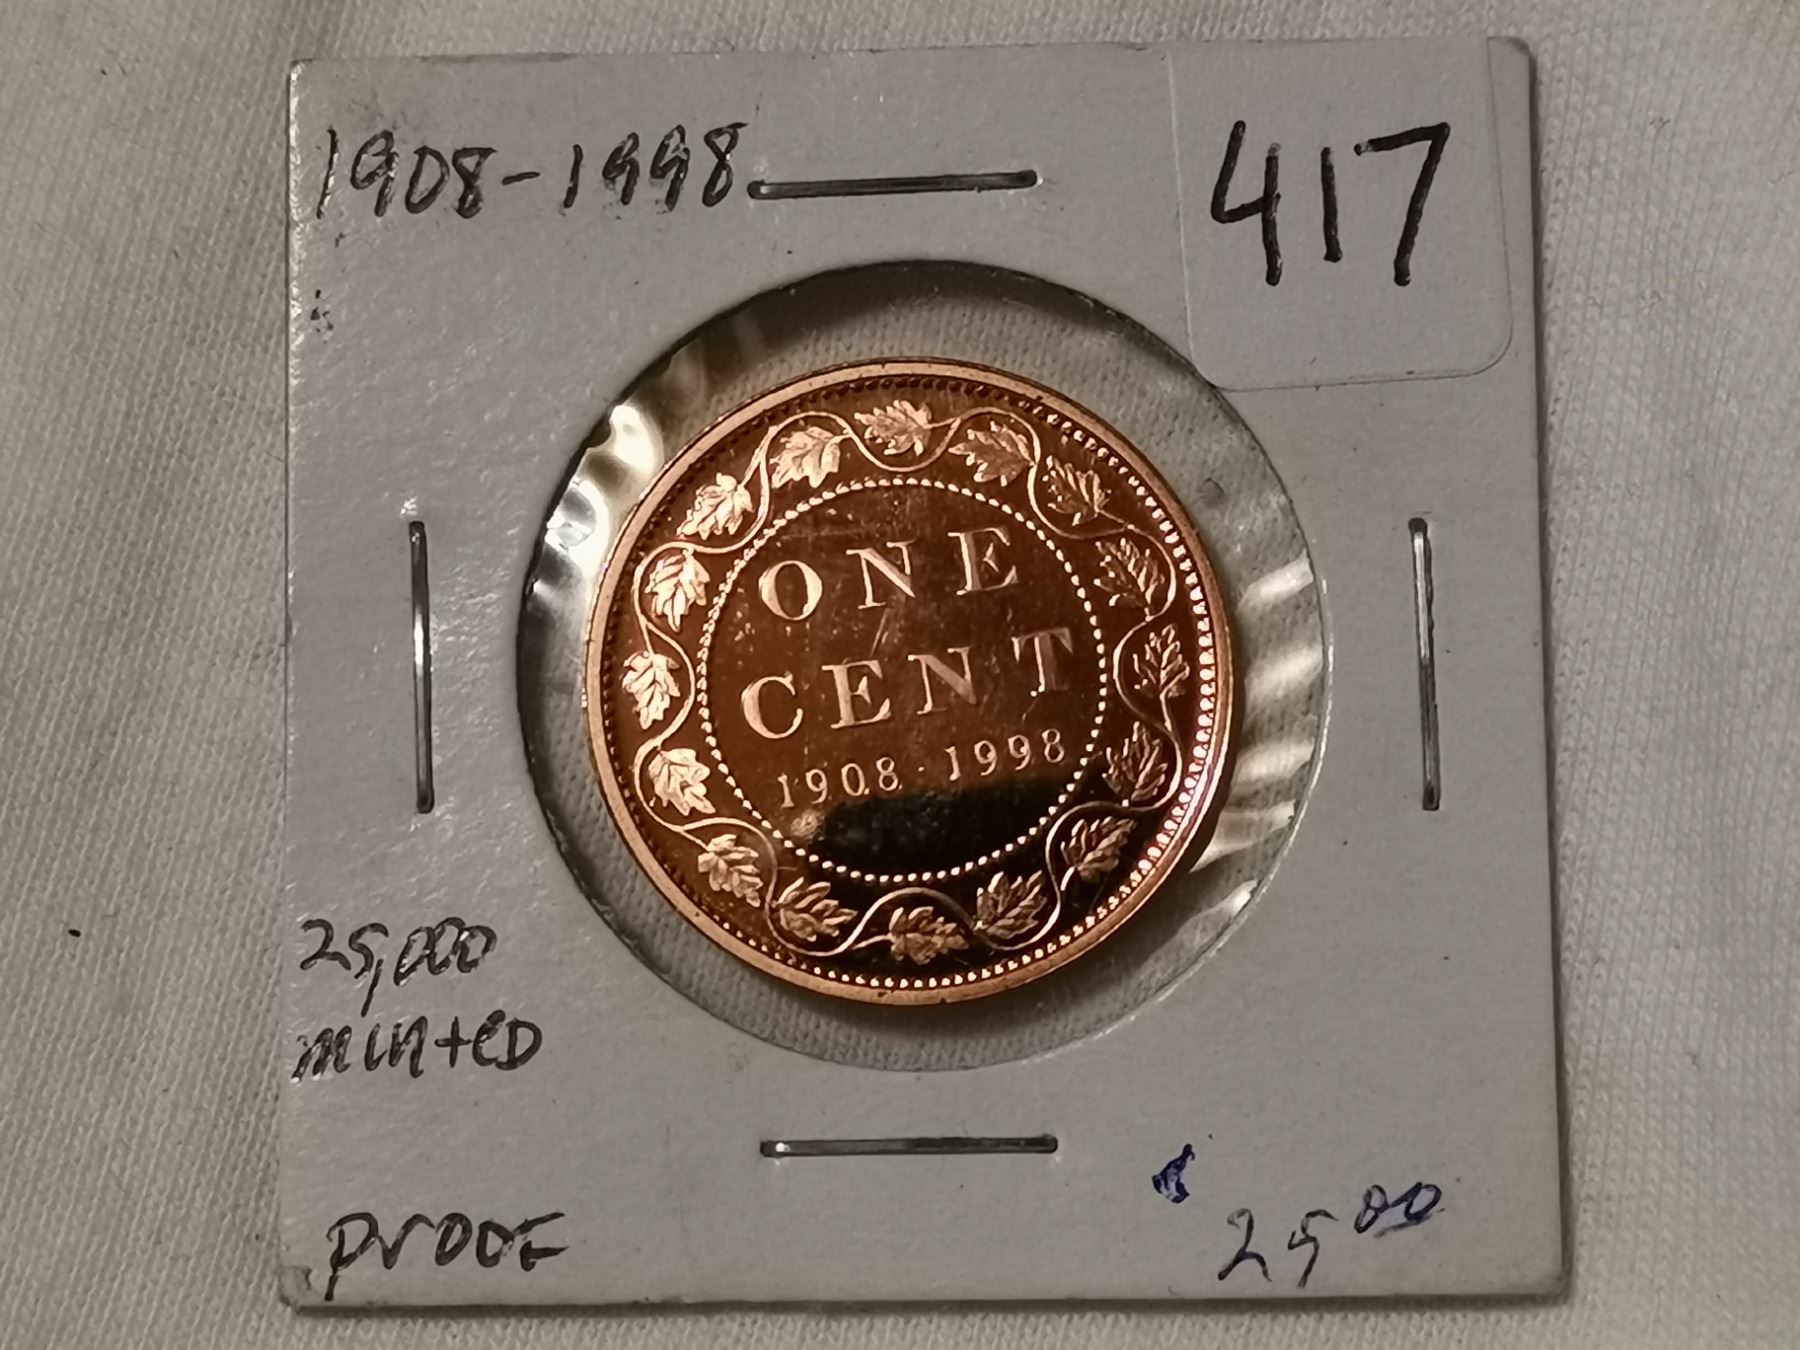 1908-1998
417
ONE
CENT
1908·1998
25,000
minted
Proof
25 00